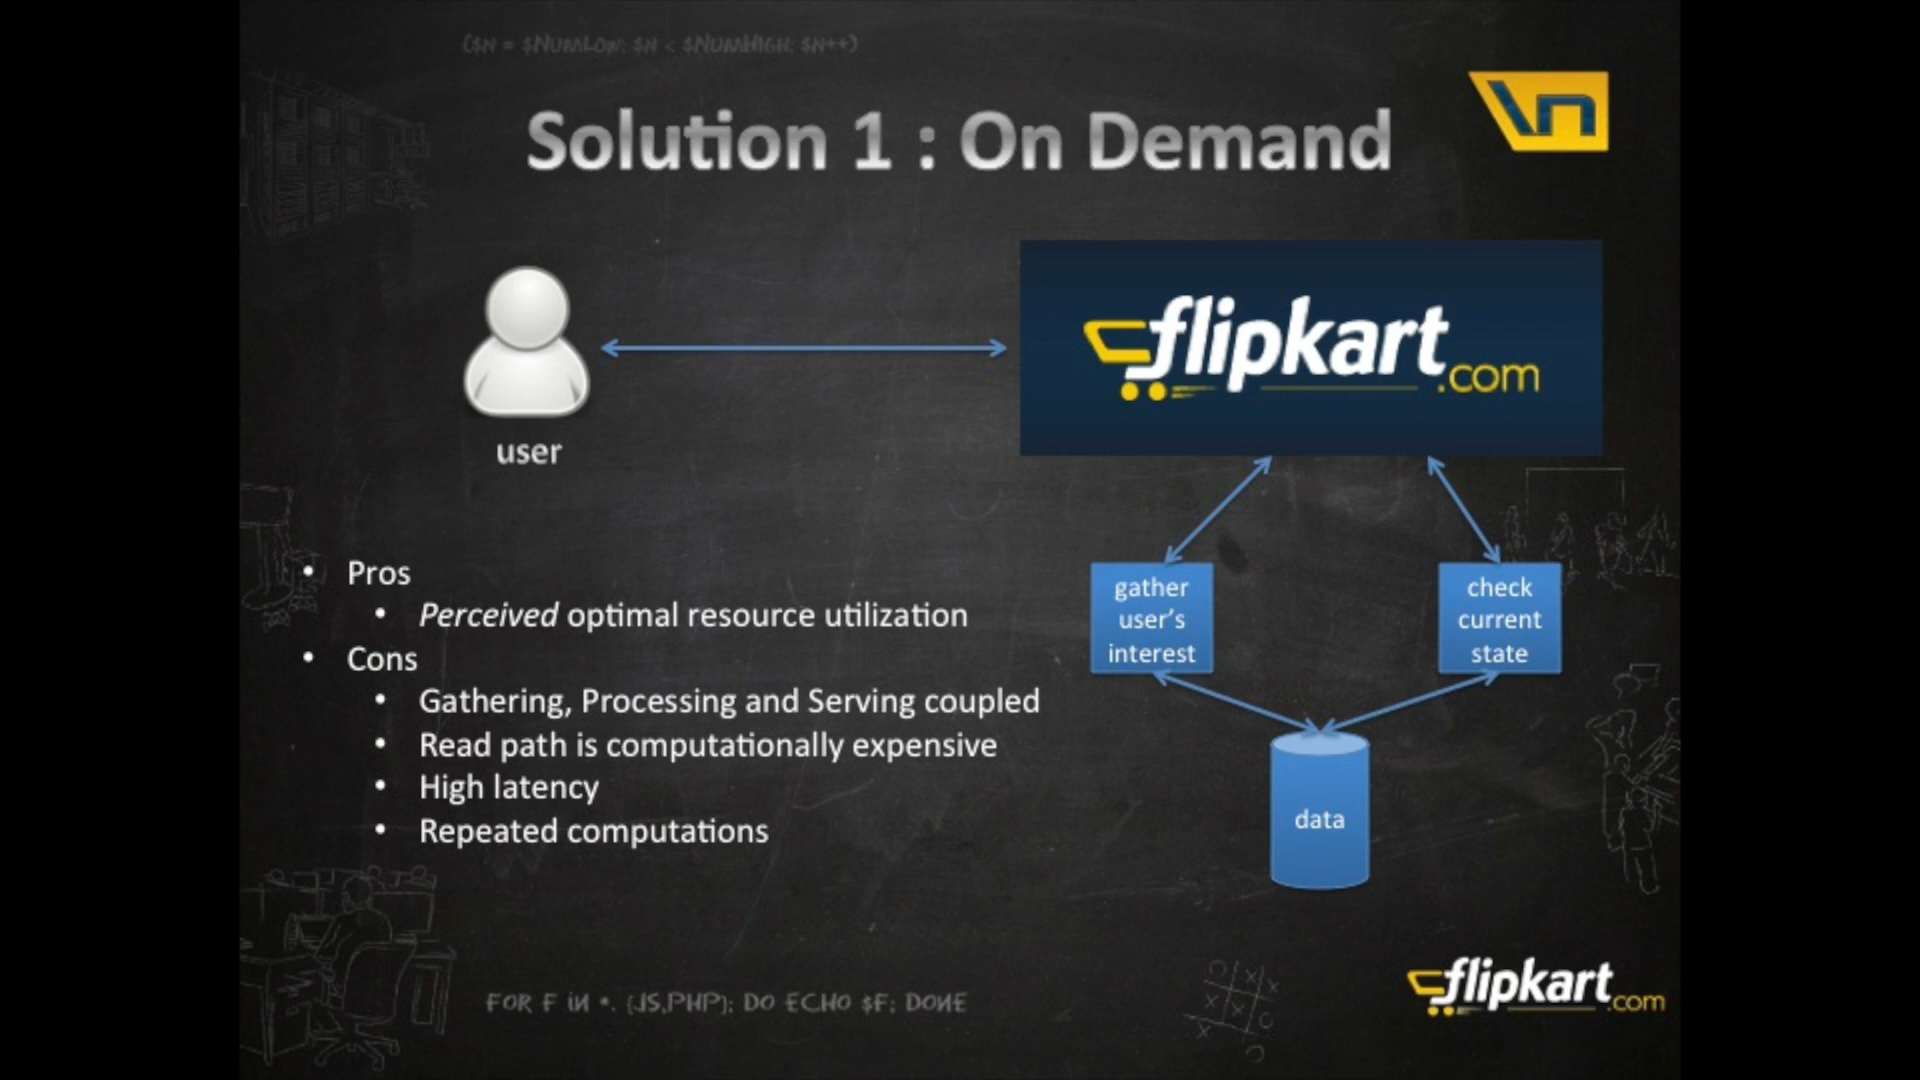 ($N = $NUMLOW; $N < $NUMHIGH; $N++)
\n
Solution 1 : On Demand
flipkart.com
user
• Pros
• Perceived optimal resource utilization
• Cons
• Gathering, Processing and Serving coupled
• Read path is computationally expensive
• High latency
• Repeated computations
gather
user's
interest
check
current
state
data
FOR F IN *. {JS,PHP}; DO ECHO $F; DONE
flipkart.com